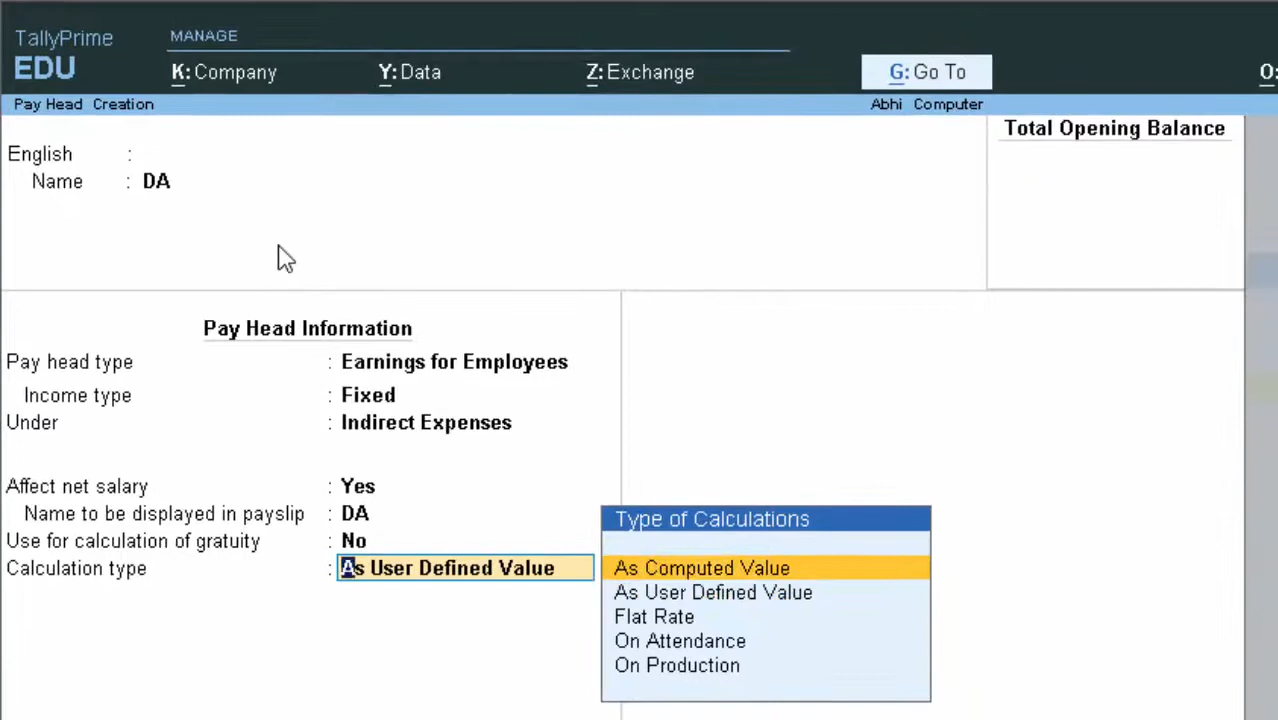 TallyPrime
EDU
MANAGE
K: Company Y: Data Z: Exchange G: Go To O:
Pay Head Creation Abhi Computer
Total Opening Balance
English :
Name : DA
Pay Head Information
Pay head type : Earnings for Employees
Income type : Fixed
Under : Indirect Expenses
Affect net salary : Yes
Name to be displayed in payslip : DA
Use for calculation of gratuity : No
Calculation type : As User Defined Value
Type of Calculations
As Computed Value
As User Defined Value
Flat Rate
On Attendance
On Production